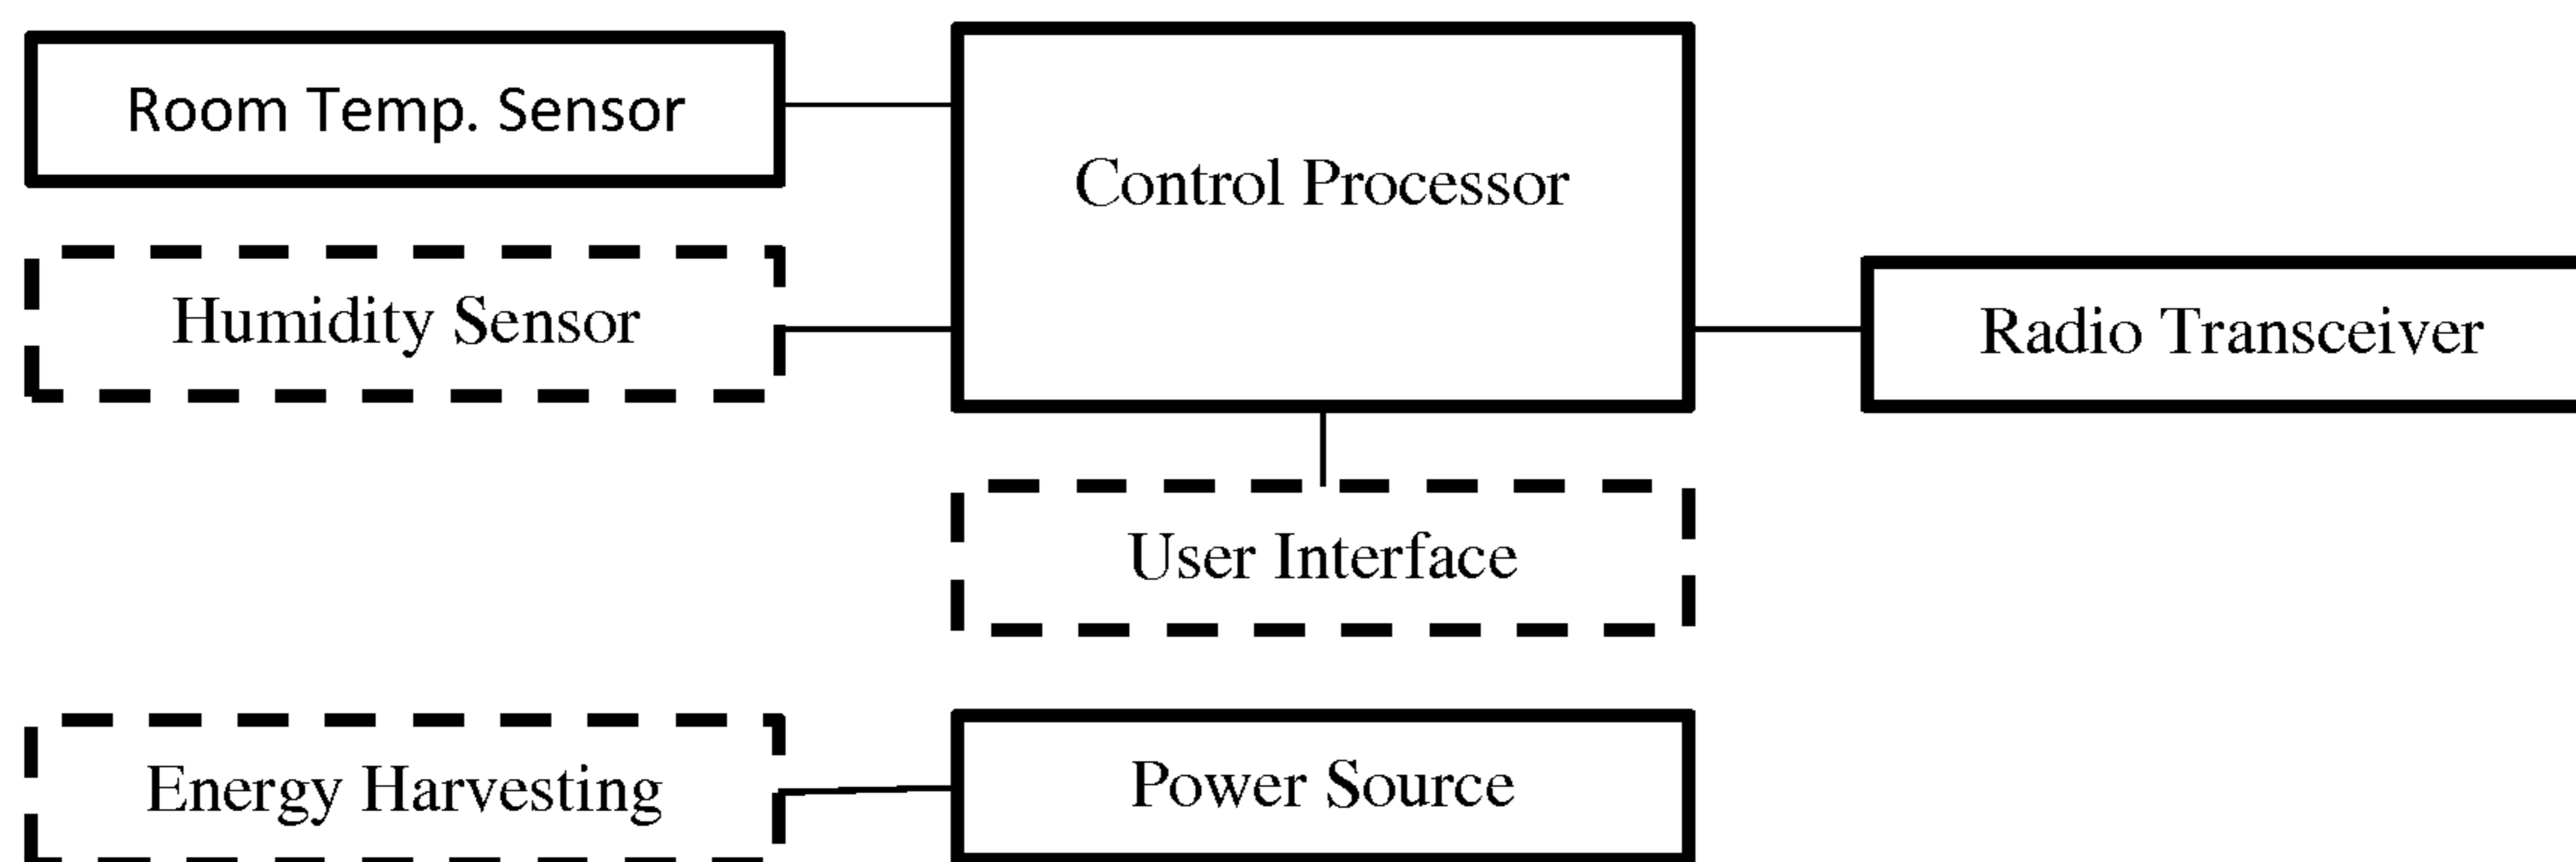 Room Temp. Sensor
Control Processor
Humidity Sensor
Radio Transceiver
User Interface
Energy Harvesting
Power Source